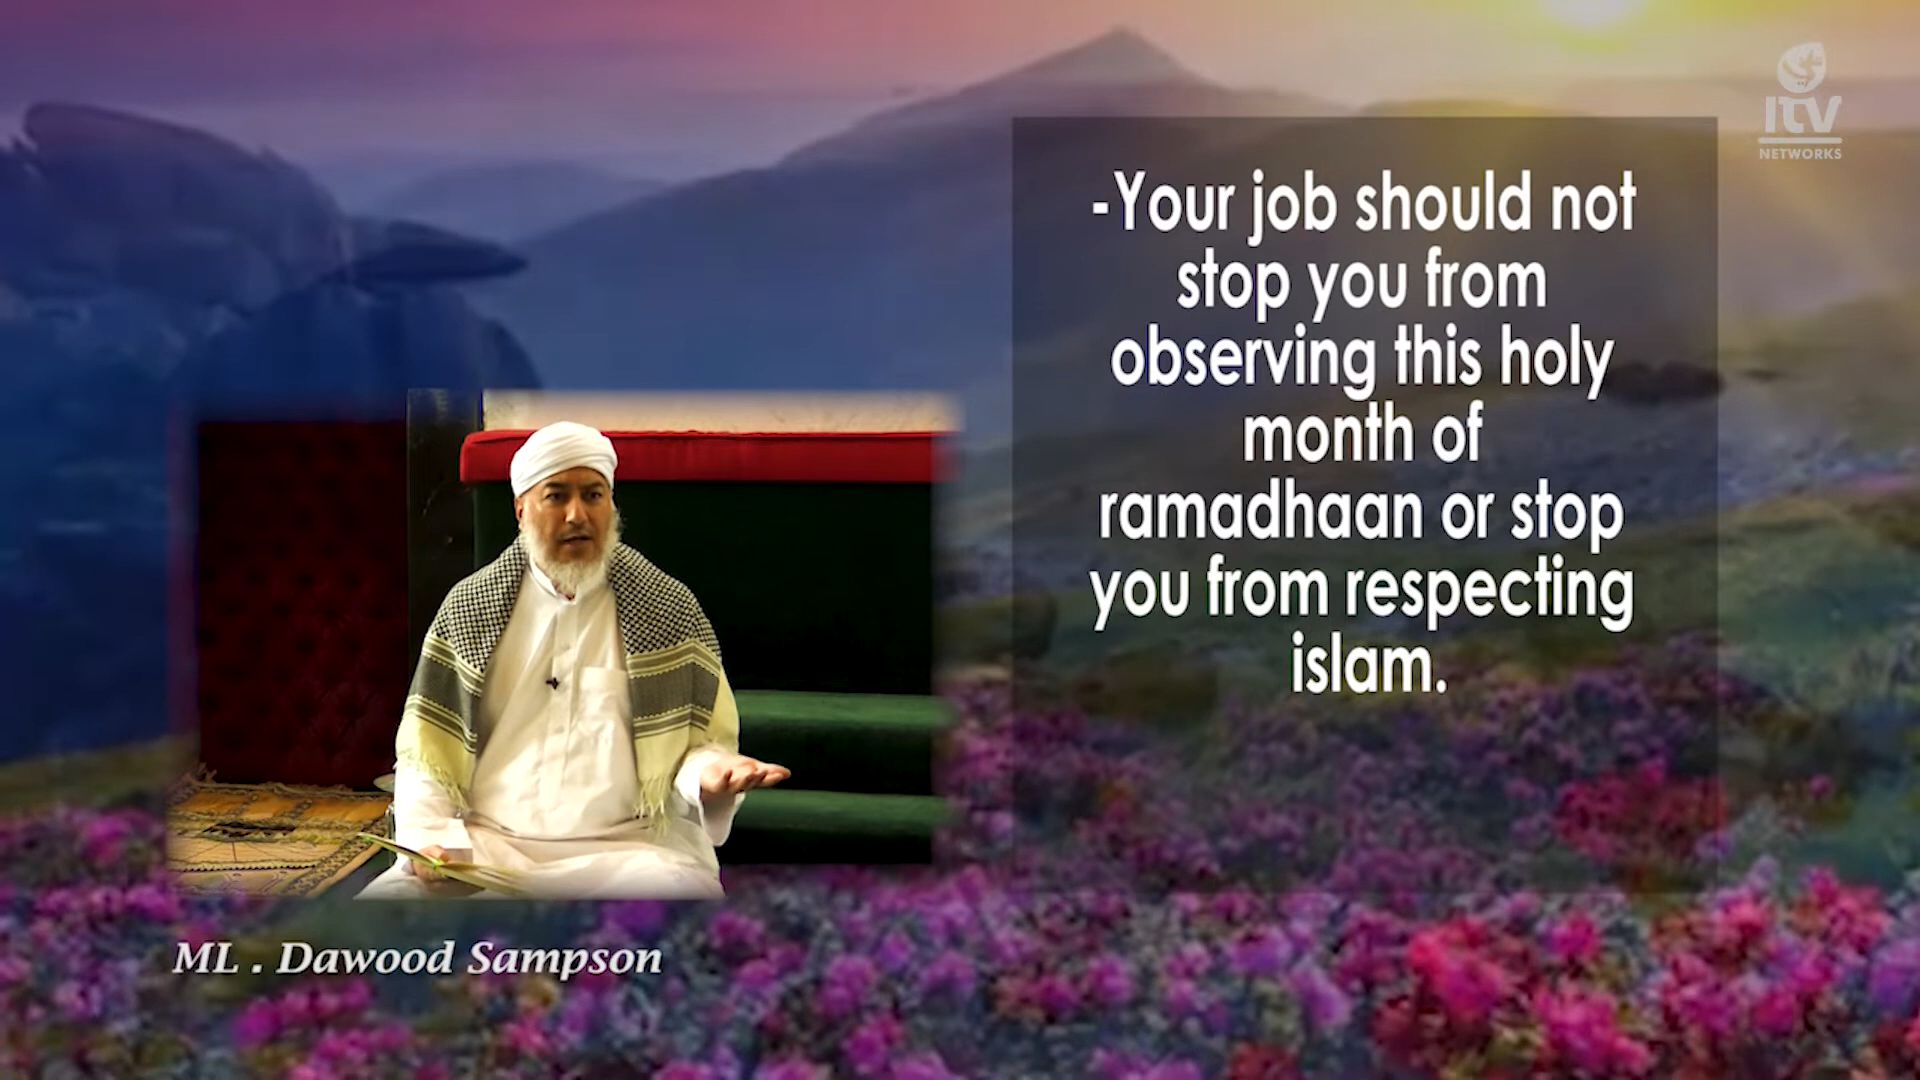 ITV
NETWORKS
-Your job should not
stop you from
observing this holy
month of
ramadhaan or stop
you from respecting
islam.
ML . Dawood Sampson